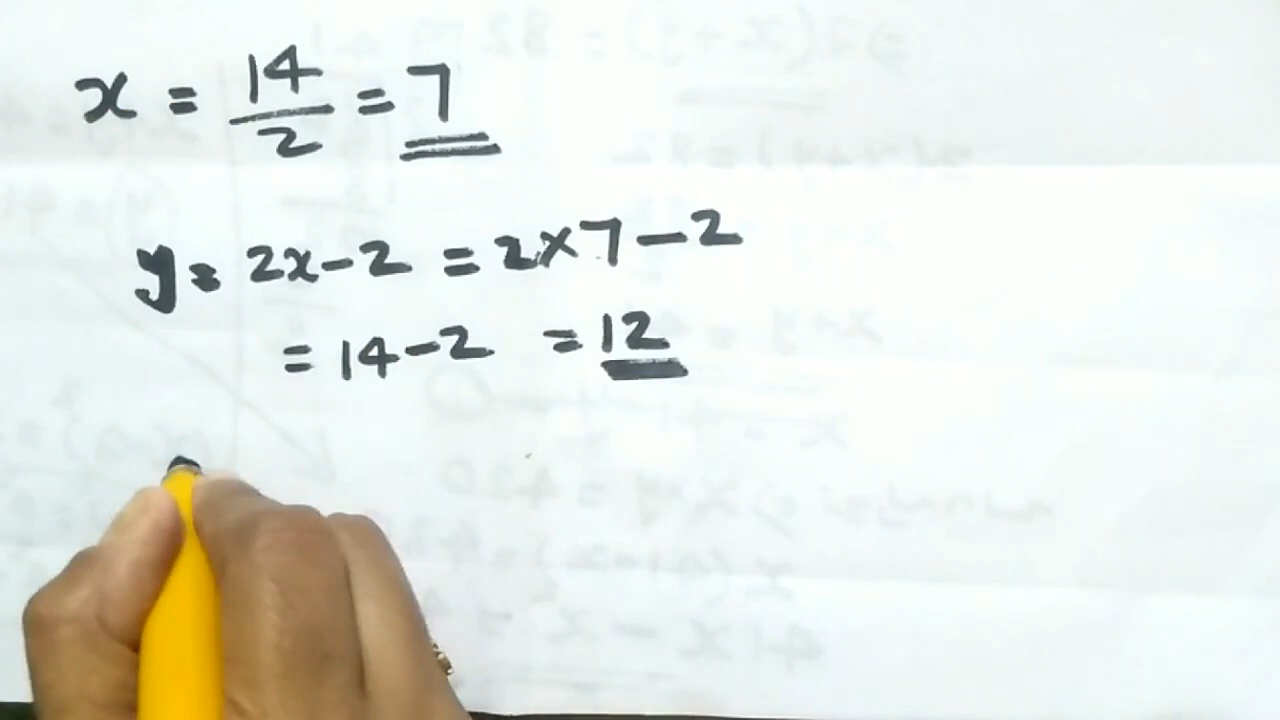 x = 14/2 = 7
y = 2x - 2 = 2 × 7 - 2
= 14 - 2 = 12